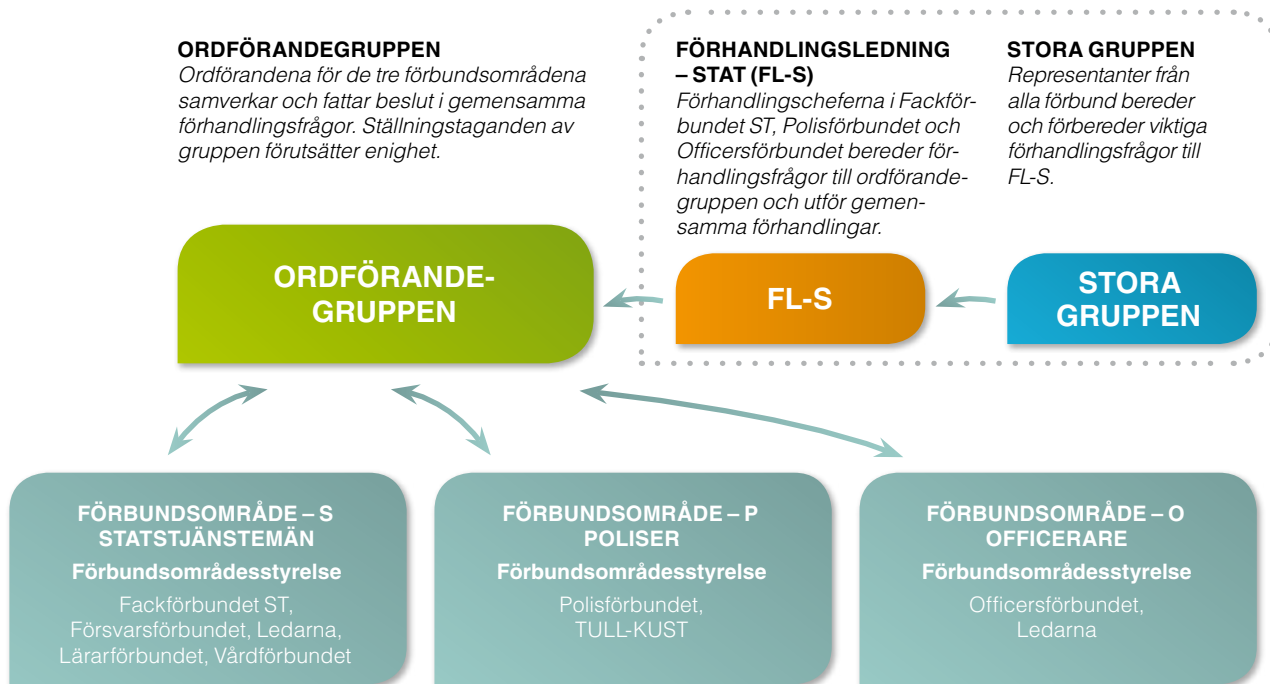 ORDFÖRANDEGRUPPEN
Ordförandena för de tre förbundsområdena
samverkar och fattar beslut i gemensamma
förhandlingsfrågor. Ställningstaganden av
gruppen förutsätter enighet.
FÖRHANDLINGSLEDNING
– STAT (FL-S)
Förhandlingscheferna i Fackför-
bundet ST, Polisförbundet och
Officersförbundet bereder för-
handlingsfrågor till ordförande-
gruppen och utför gemen-
samma förhandlingar.
STORA GRUPPEN
Representanter från
alla förbund bereder
och förbereder viktiga
förhandlingsfrågor till
FL-S.
ORDFÖRANDE-
GRUPPEN
FL-S
STORA
GRUPPEN
FÖRBUNDSOMRÅDE – S
STATSTJÄNSTEMÄN
Förbundsområdesstyrelse
Fackförbundet ST,
Försvarsförbundet, Ledarna,
Lärarförbundet, Vårdförbundet
FÖRBUNDSOMRÅDE – P
POLISER
Förbundsområdesstyrelse
Polisförbundet,
TULL-KUST
FÖRBUNDSOMRÅDE – O
OFFICERARE
Förbundsområdesstyrelse
Officersförbundet,
Ledarna